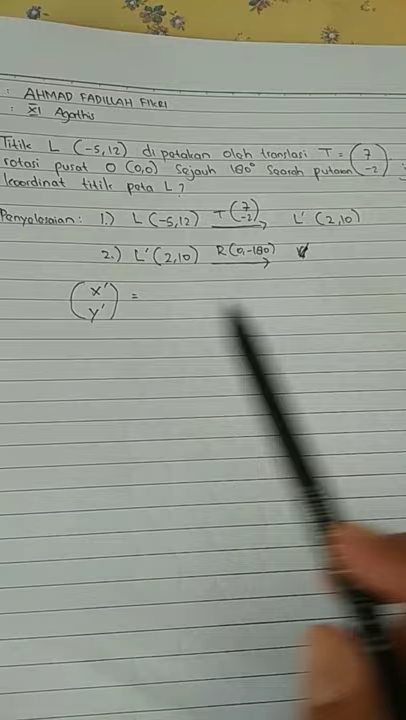 : AHMAD FADILLAH FIKRI
: XI Agathis
Titik L (-5,12) dipetakan oleh translasi T = (7 -2)
rotasi pusat O (0,0) sejauh 180° searah putaran
koordinat titik peta L?
Penyelesaian: 1.) L (-5,12) T(7 -2) → L' (2,10)
2.) L' (2,10) R(0,-180) →
(x' y') =